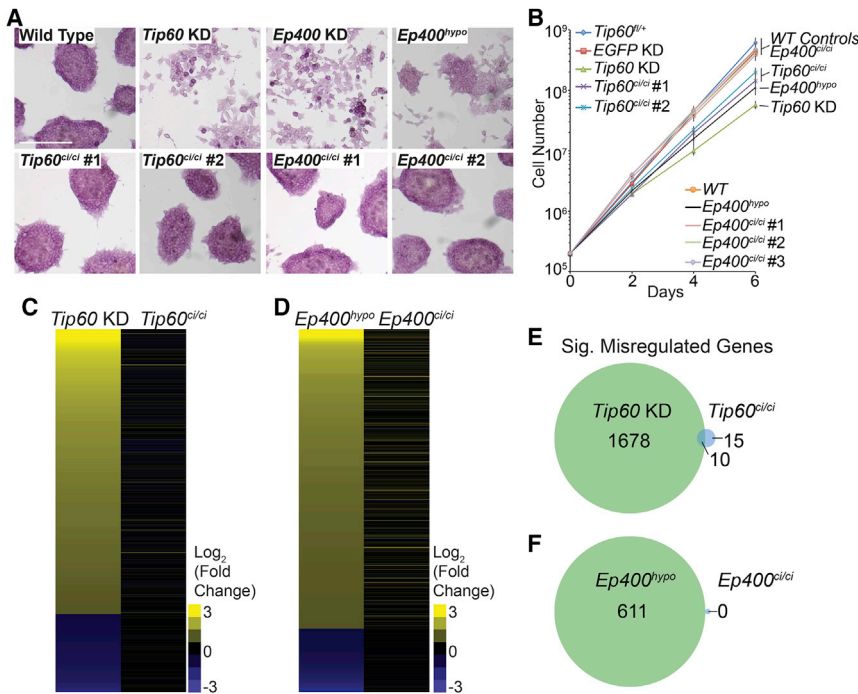 A
Wild Type
Tip60 KD
Ep400 KD
Ep400hypo
Tip60ci/ci #1
Tip60ci/ci #2
Ep400ci/ci #1
Ep400ci/ci #2
B
Cell Number
10^9
10^8
10^7
10^6
10^5
0
2
4
6
Days
Tip60fl/+
EGFP KD
Tip60 KD
Tip60ci/ci #1
Tip60ci/ci #2
WT Controls
Ep400ci/ci
Tip60ci/ci
Ep400hypo
Tip60 KD
WT
Ep400hypo
Ep400ci/ci #1
Ep400ci/ci #2
Ep400ci/ci #3
C
Tip60 KD Tip60ci/ci
Log2
(Fold
Change)
3
0
-3
D
Ep400hypo Ep400ci/ci
Log2
(Fold
Change)
3
0
-3
E
Sig. Misregulated Genes
Tip60 KD
1678
Tip60ci/ci
15
10
F
Ep400hypo
611
Ep400ci/ci
0